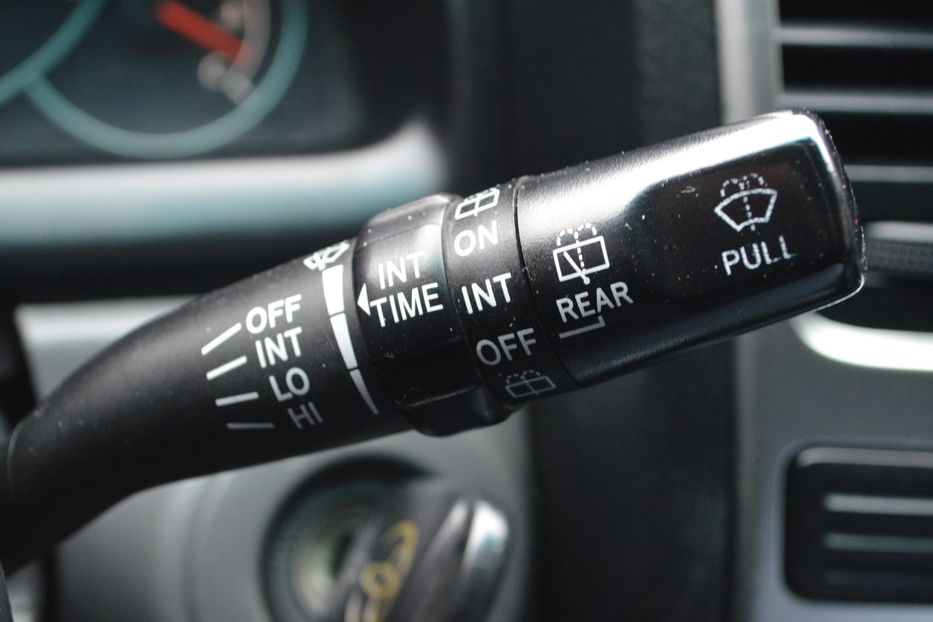 OFF
INT
LO
HI
INT
TIME
ON
INT
OFF
REAR
PULL